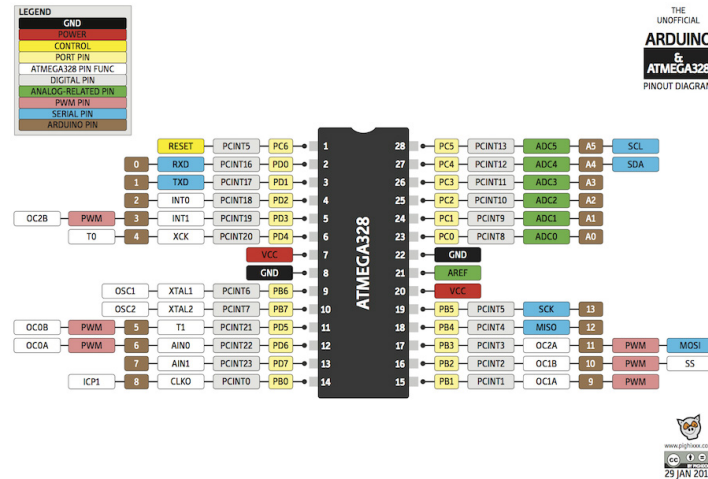 LEGEND
GND
POWER
CONTROL
PORT PIN
ATMEGA328 PIN FUNC
DIGITAL PIN
ANALOG-RELATED PIN
PWM PIN
SERIAL PIN
ARDUINO PIN
THE
UNOFFICIAL
ARDUINO
&
ATMEGA328
PINOUT DIAGRAM
ATMEGA328
RESET PCINT5 PC6 1 28 PC5 PCINT13 ADC5 A5 SCL
0 RXD PCINT16 PD0 2 27 PC4 PCINT12 ADC4 A4 SDA
1 TXD PCINT17 PD1 3 26 PC3 PCINT11 ADC3 A3
2 INT0 PCINT18 PD2 4 25 PC2 PCINT10 ADC2 A2
OC2B PWM 3 INT1 PCINT19 PD3 5 24 PC1 PCINT9 ADC1 A1
T0 4 XCK PCINT20 PD4 6 23 PC0 PCINT8 ADC0 A0
VCC 7 22 GND
GND 8 21 AREF
OSC1 XTAL1 PCINT6 PB6 9 20 VCC
OSC2 XTAL2 PCINT7 PB7 10 19 PB5 PCINT5 SCK 13
OC0B PWM 5 T1 PCINT21 PD5 11 18 PB4 PCINT4 MISO 12
OC0A PWM 6 AIN0 PCINT22 PD6 12 17 PB3 PCINT3 OC2A 11 PWM MOSI
7 AIN1 PCINT23 PD7 13 16 PB2 PCINT2 OC1B 10 PWM SS
ICP1 8 CLKO PCINT0 PB0 14 15 PB1 PCINT1 OC1A 9 PWM
www.pighixxx.co
cc
29 JAN 201